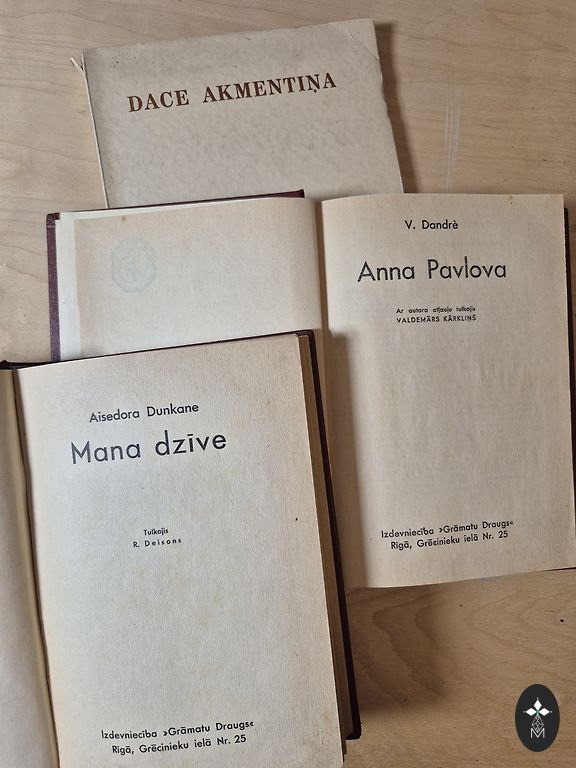 DACE AKMENTIŅA
V. Dandrè
Anna Pavlova
Ar autora atļauju tulkojis
VALDEMĀRS KĀRKLIŅŠ
Izdevniecība »Grāmatu Draugs«
Rīgā, Grēcinieku ielā Nr. 25
Aisedora Dunkane
Mana dzīve
Tulkojis
R. Deisons
Izdevniecība »Grāmatu Draugs«
Rīgā, Grēcinieku ielā Nr. 25
M